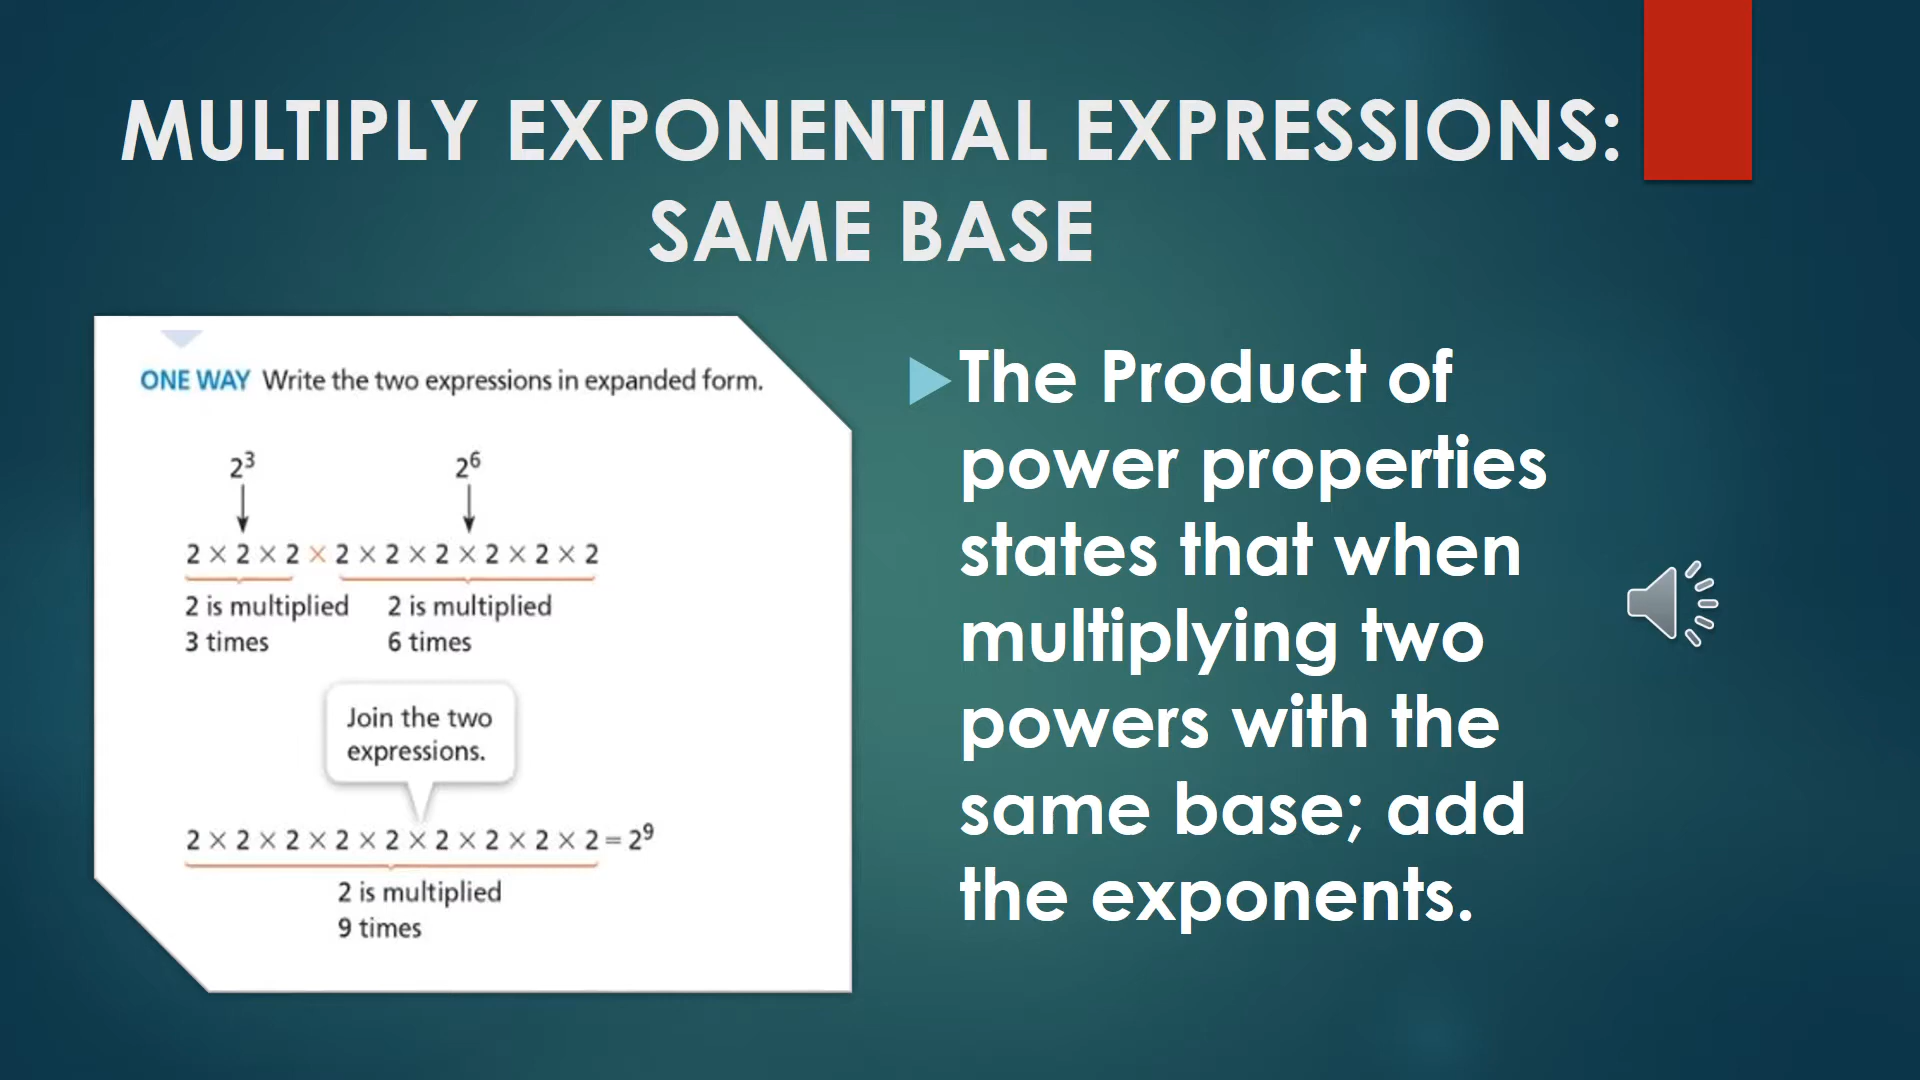 MULTIPLY EXPONENTIAL EXPRESSIONS:
SAME BASE
ONE WAY Write the two expressions in expanded form.
2³ 2⁶
2 × 2 × 2 × 2 × 2 × 2 × 2 × 2 × 2
2 is multiplied 2 is multiplied
3 times 6 times
Join the two
expressions.
2 × 2 × 2 × 2 × 2 × 2 × 2 × 2 × 2 = 2⁹
2 is multiplied
9 times
The Product of
power properties
states that when
multiplying two
powers with the
same base; add
the exponents.